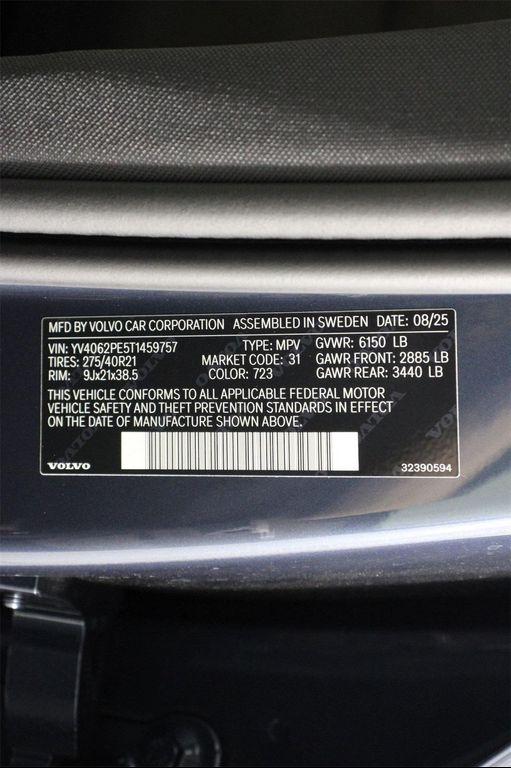 MFD BY VOLVO CAR CORPORATION ASSEMBLED IN SWEDEN DATE: 08/25
VIN: YV4062PE5T1459757 TYPE: MPV GVWR: 6150 LB
TIRES: 275/40R21 MARKET CODE: 31 GAWR FRONT: 2885 LB
RIM: 9Jx21x38.5 COLOR: 723 GAWR REAR: 3440 LB
THIS VEHICLE CONFORMS TO ALL APPLICABLE FEDERAL MOTOR
VEHICLE SAFETY AND THEFT PREVENTION STANDARDS IN EFFECT
ON THE DATE OF MANUFACTURE SHOWN ABOVE.
VOLVO 32390594